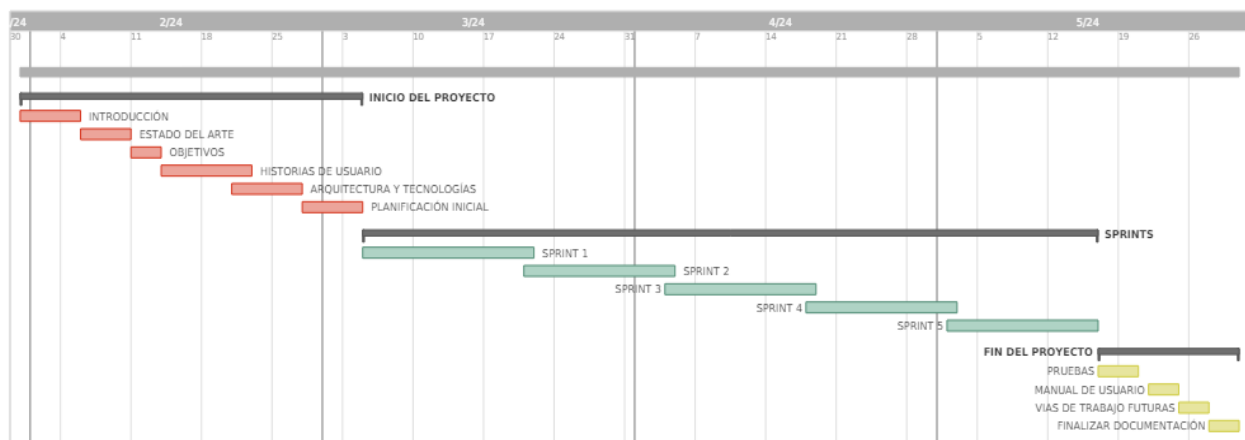 /24 2/24 3/24 4/24 5/24
30 4 11 18 25 3 10 17 24 31 7 14 21 28 5 12 19 26
INICIO DEL PROYECTO
INTRODUCCIÓN
ESTADO DEL ARTE
OBJETIVOS
HISTORIAS DE USUARIO
ARQUITECTURA Y TECNOLOGÍAS
PLANIFICACIÓN INICIAL
SPRINTS
SPRINT 1
SPRINT 2
SPRINT 3
SPRINT 4
SPRINT 5
FIN DEL PROYECTO
PRUEBAS
MANUAL DE USUARIO
VIAS DE TRABAJO FUTURAS
FINALIZAR DOCUMENTACIÓN